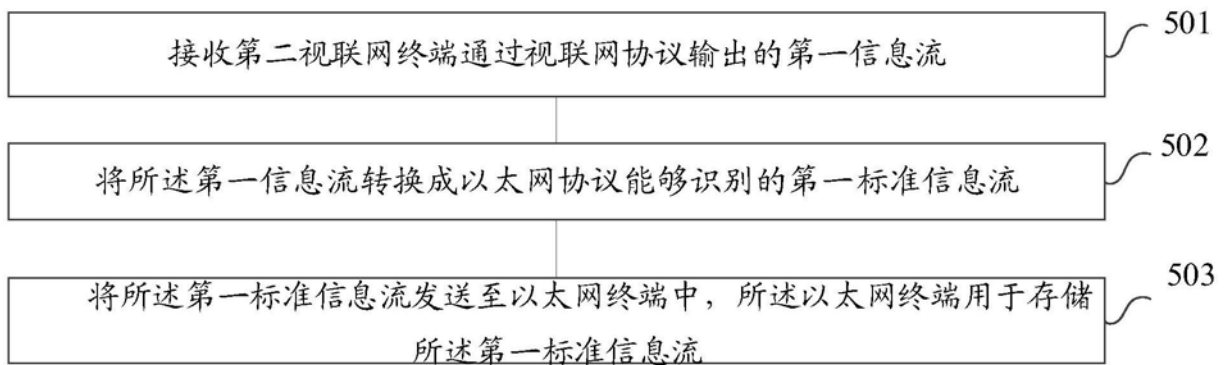 接收第二视联网终端通过视联网协议输出的第一信息流
501
将所述第一信息流转换成以太网协议能够识别的第一标准信息流
502
将所述第一标准信息流发送至以太网终端中，所述以太网终端用于存储
所述第一标准信息流
503